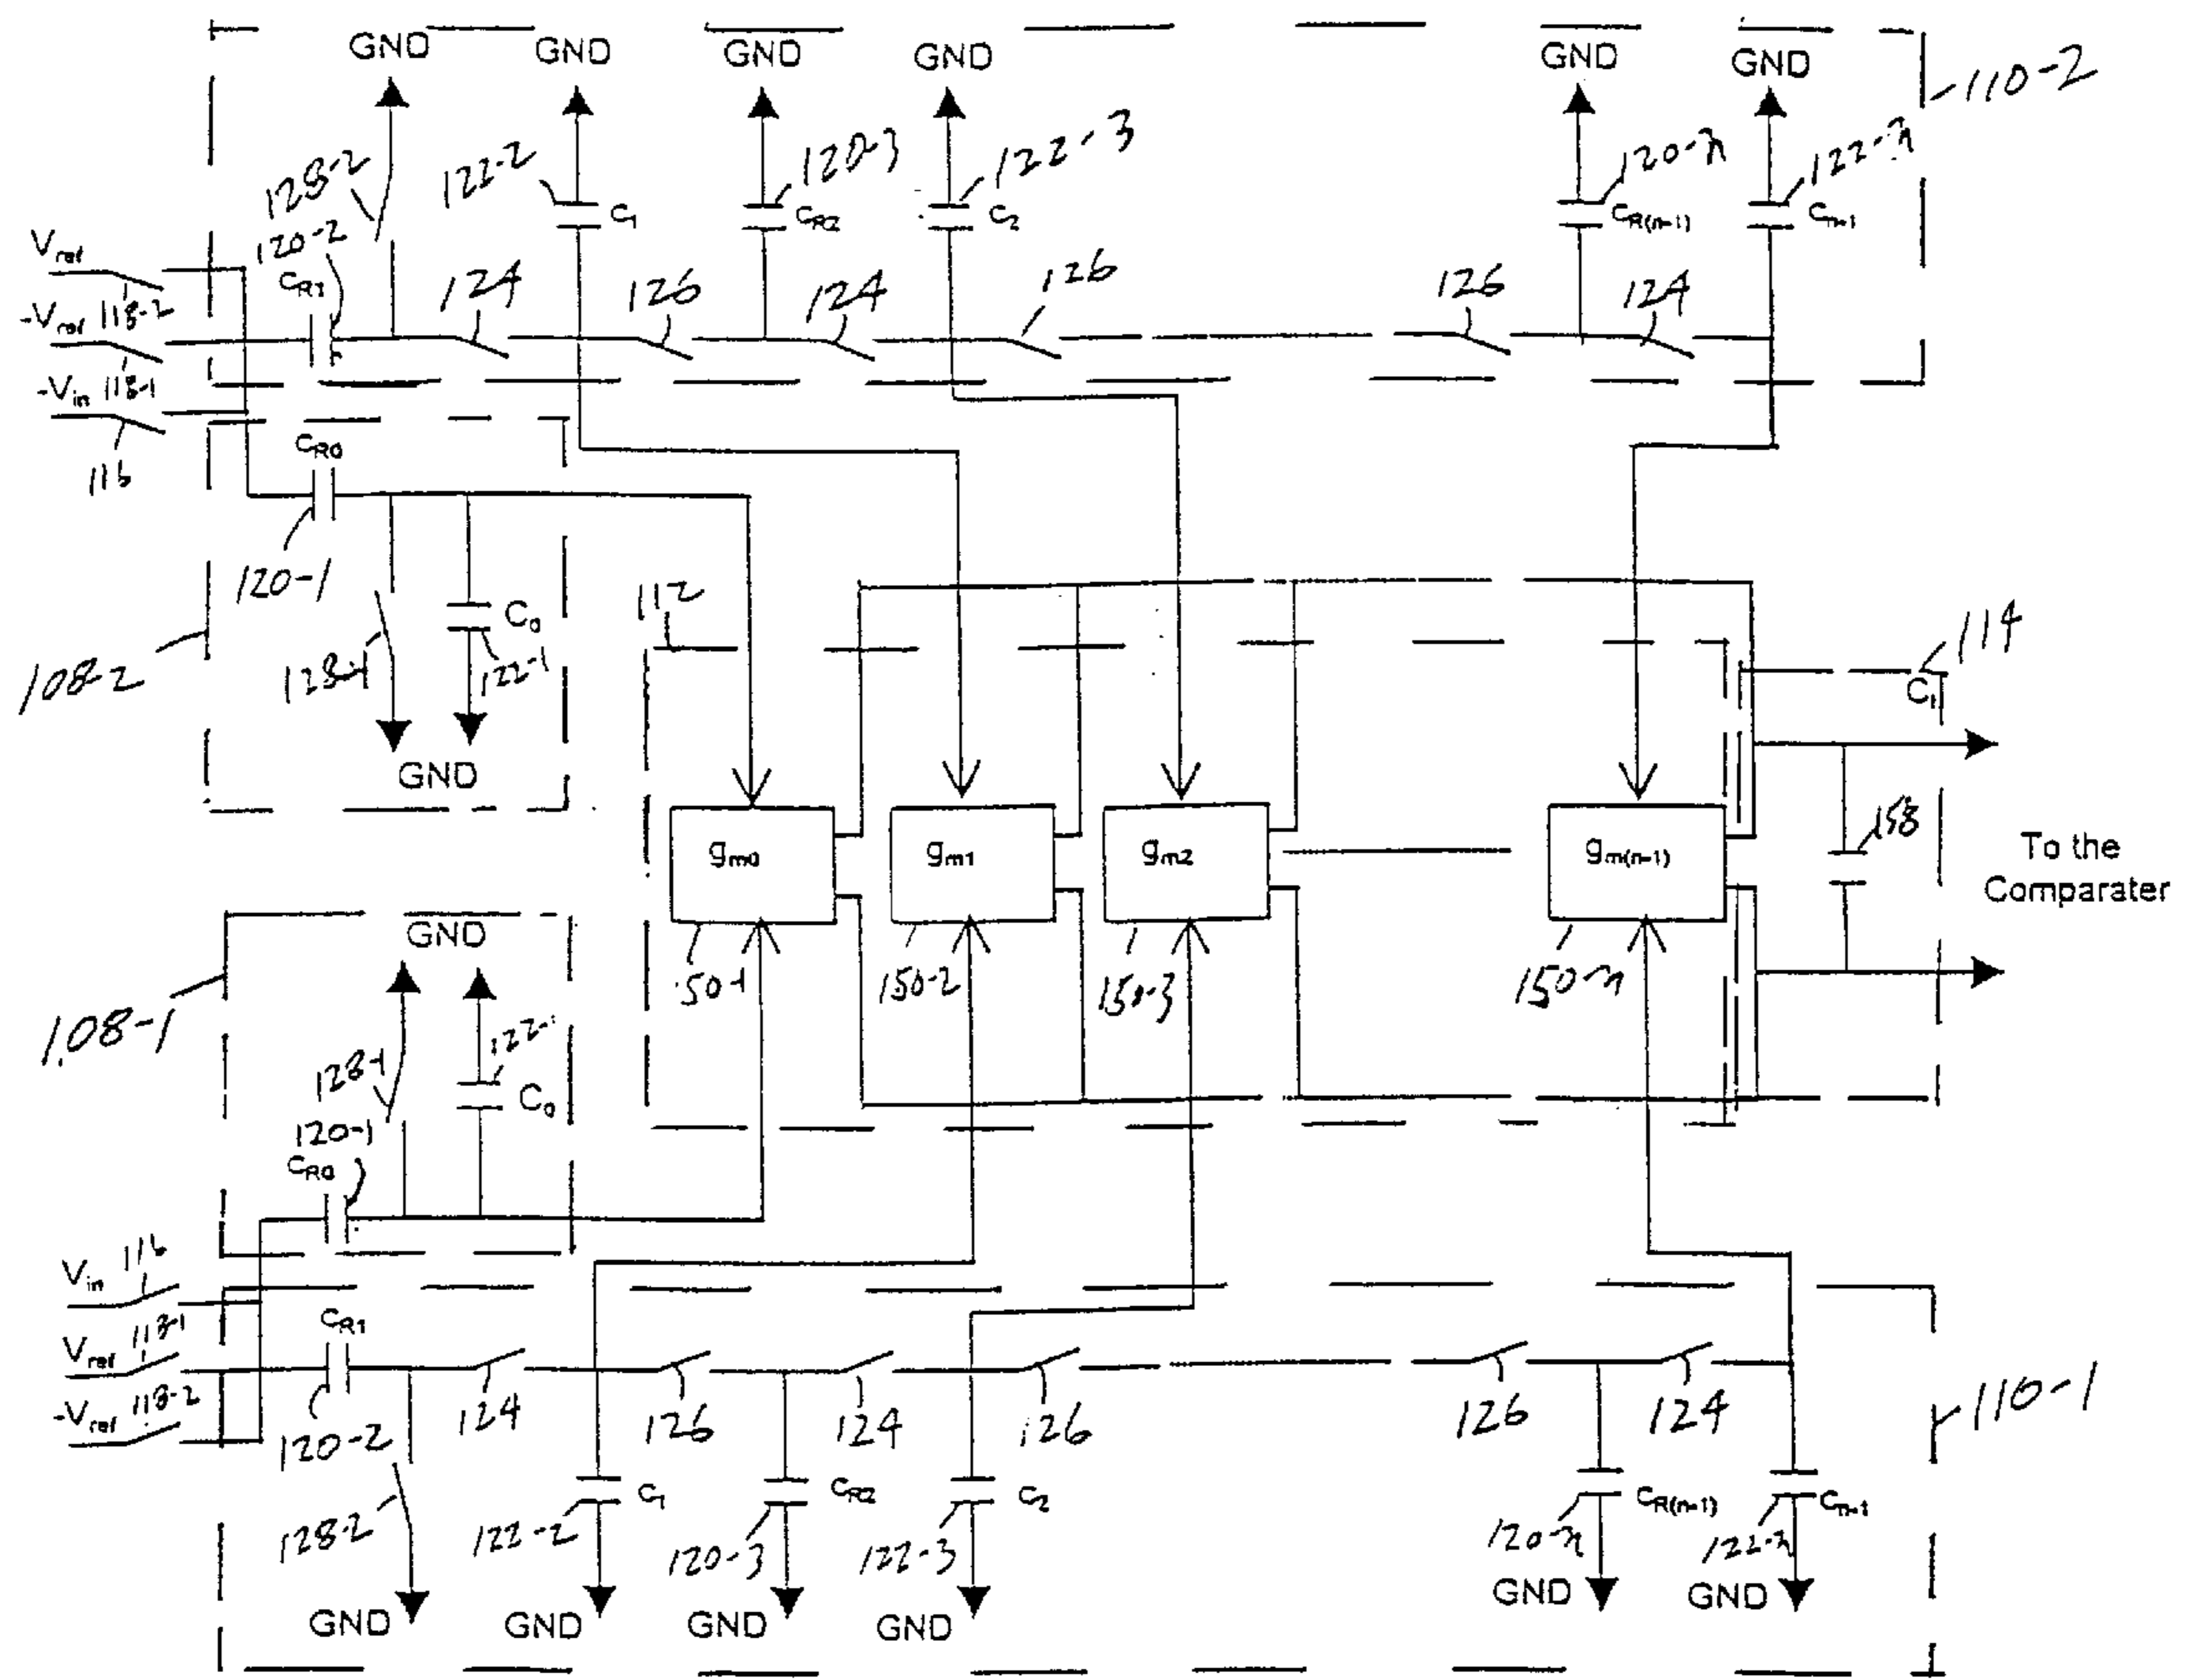 GND GND GND GND GND GND
110-2
128-2 122-2 120-3 122-3 120-n 122-n
C1 CR2 C2 CR(n-1) Cn-1
Vref 120-2
CR1 124 126 124 126 126 124
-Vref 118-2
-Vin 118-1
116
CR0
120-1
112
C0
114
108-2 128-1 122-1
CI
GND
158
gm0 gm1 gm2 gm(n-1)
To the
Comparater
GND
150-1 150-2 150-3 150-n
108-1
128-1
C0
120-1
CR0
Vin 116
CR1
Vref 118-1
-Vref 118-2
124 126 124 126 126 124
110-1
120-2
C1 CR2 C2 CR(n-1) Cn-1
128-2 122-2 120-3 122-3 120-n 122-n
GND GND GND GND GND GND